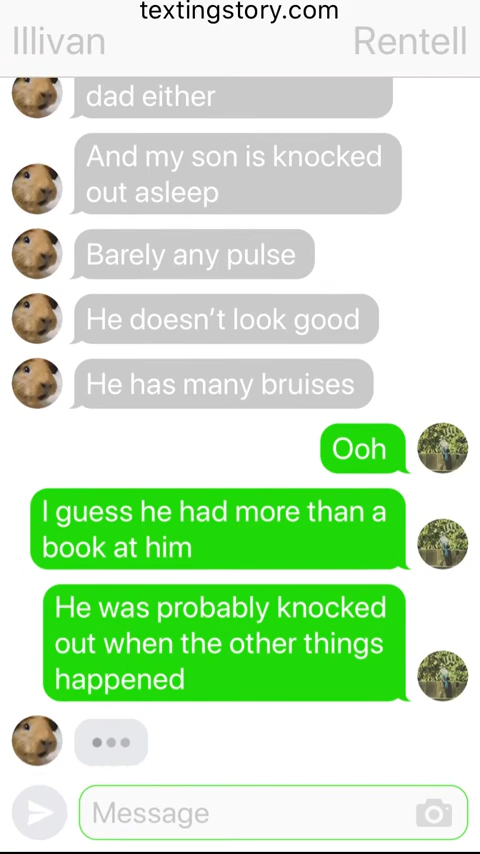 textingstory.com
Illivan
Rentell
dad either
And my son is knocked
out asleep
Barely any pulse
He doesn't look good
He has many bruises
Ooh
I guess he had more than a
book at him
He was probably knocked
out when the other things
happened
Message